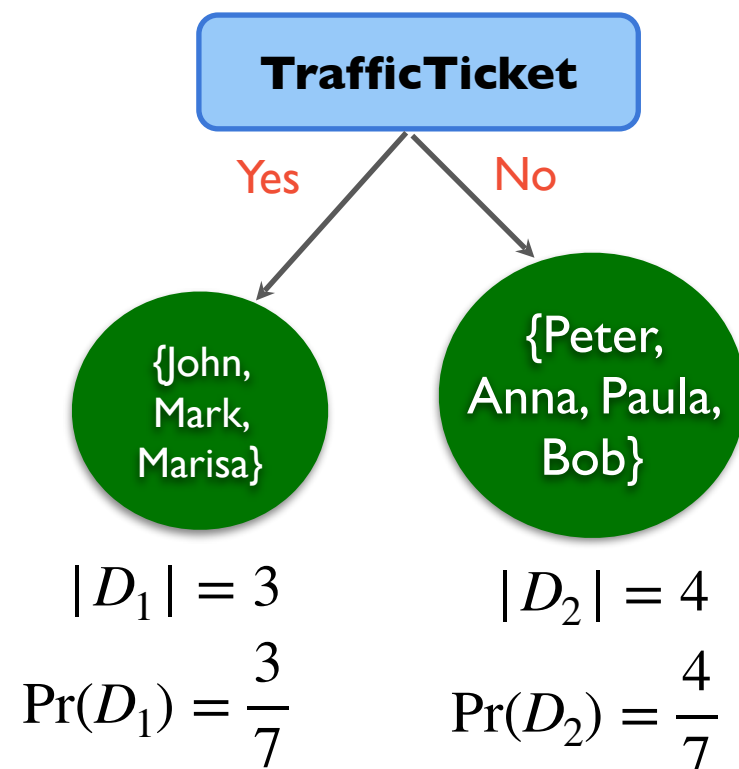 TrafficTicket
Yes
No
{John,
Mark,
Marisa}
{Peter,
Anna, Paula,
Bob}
|D₁| = 3
|D₂| = 4
Pr(D₁) = 3/7
Pr(D₂) = 4/7